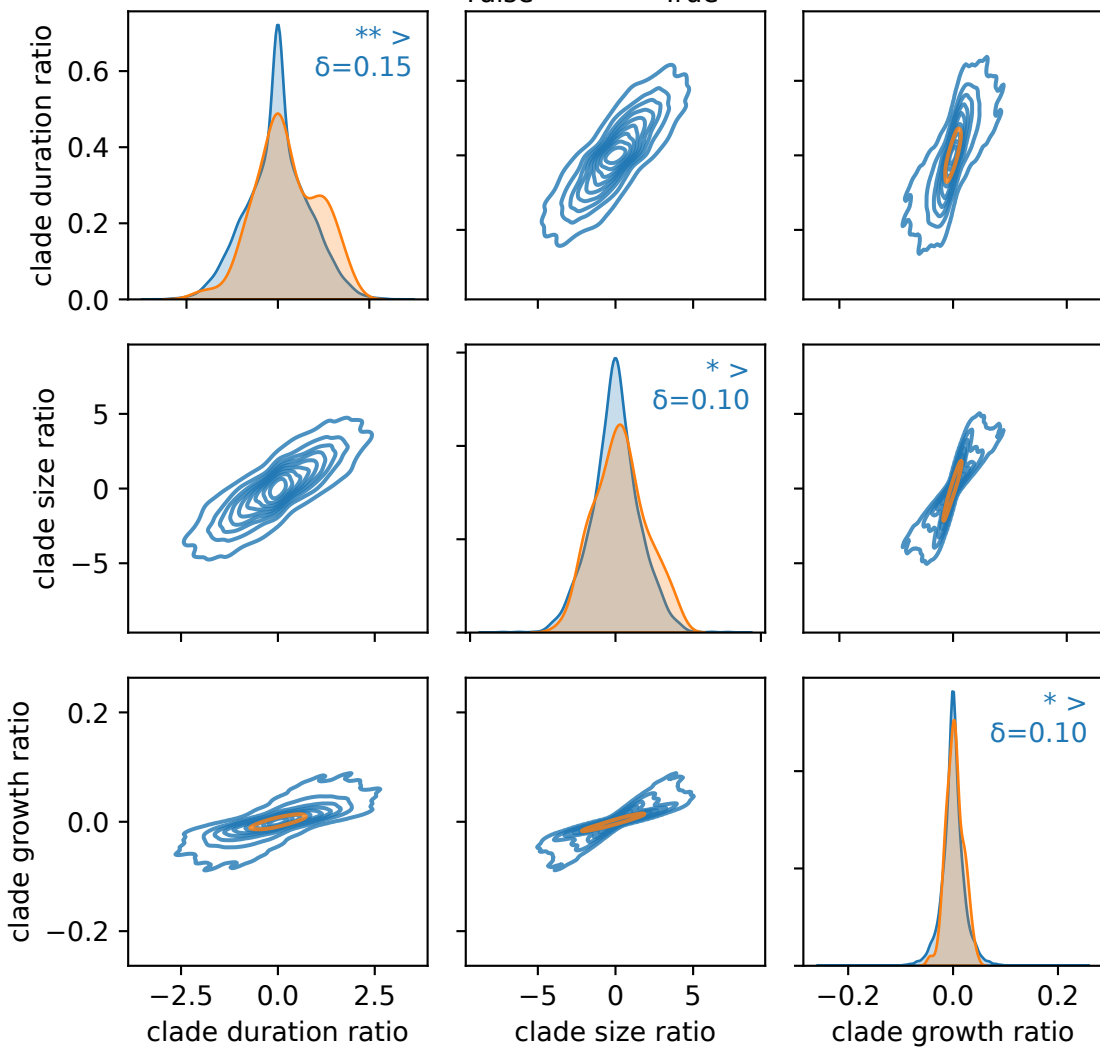 clade duration ratio
0.6
0.4
0.2
0.0
** >
δ=0.15
clade size ratio
5
0
−5
* >
δ=0.10
clade growth ratio
0.2
0.0
−0.2
* >
δ=0.10
−2.5 0.0 2.5
−5 0 5
−0.2 0.0 0.2
clade duration ratio
clade size ratio
clade growth ratio